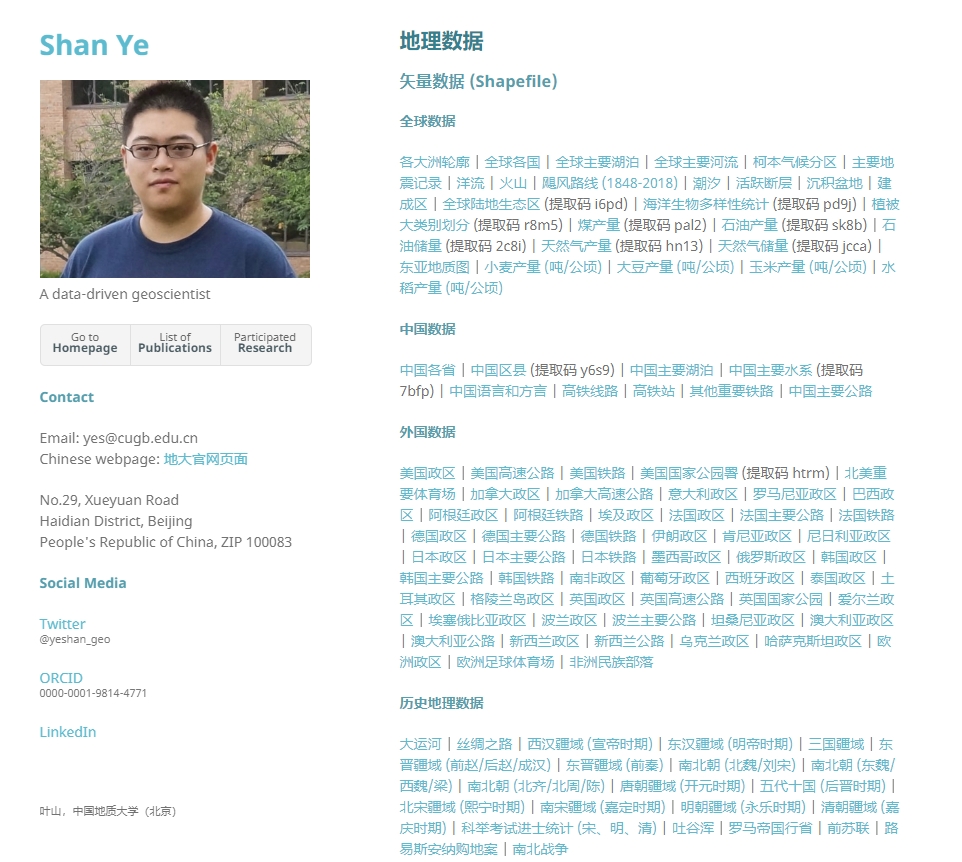 Shan Ye
A data-driven geoscientist
Go to
Homepage
List of
Publications
Participated
Research
Contact
Email: yes@cugb.edu.cn
Chinese webpage: 地大官网页面
No.29, Xueyuan Road
Haidian District, Beijing
People's Republic of China, ZIP 100083
Social Media
Twitter
@yeshan_geo
ORCID
0000-0001-9814-4771
LinkedIn
叶山，中国地质大学（北京）
地理数据
矢量数据 (Shapefile)
全球数据
各大洲轮廓 | 全球各国 | 全球主要湖泊 | 全球主要河流 | 柯本气候分区 | 主要地
震记录 | 洋流 | 火山 | 飓风路线 (1848-2018) | 潮汐 | 活跃断层 | 沉积盆地 | 建
成区 | 全球陆地生态区 (提取码 i6pd) | 海洋生物多样性统计 (提取码 pd9j) | 植被
大类别划分 (提取码 r8m5) | 煤产量 (提取码 pal2) | 石油产量 (提取码 sk8b) | 石
油储量 (提取码 2c8i) | 天然气产量 (提取码 hn13) | 天然气储量 (提取码 jcca) |
东亚地质图 | 小麦产量 (吨/公顷) | 大豆产量 (吨/公顷) | 玉米产量 (吨/公顷) | 水
稻产量 (吨/公顷)
中国数据
中国各省 | 中国区县 (提取码 y6s9) | 中国主要湖泊 | 中国主要水系 (提取码
7bfp) | 中国语言和方言 | 高铁线路 | 高铁站 | 其他重要铁路 | 中国主要公路
外国数据
美国政区 | 美国高速公路 | 美国铁路 | 美国国家公园署 (提取码 htrm) | 北美重
要体育场 | 加拿大政区 | 加拿大高速公路 | 意大利政区 | 罗马尼亚政区 | 巴西政
区 | 阿根廷政区 | 阿根廷铁路 | 埃及政区 | 法国政区 | 法国主要公路 | 法国铁路
| 德国政区 | 德国主要公路 | 德国铁路 | 伊朗政区 | 肯尼亚政区 | 尼日利亚政区
| 日本政区 | 日本主要公路 | 日本铁路 | 墨西哥政区 | 俄罗斯政区 | 韩国政区 |
韩国主要公路 | 韩国铁路 | 南非政区 | 葡萄牙政区 | 西班牙政区 | 泰国政区 | 土
耳其政区 | 格陵兰岛政区 | 英国政区 | 英国高速公路 | 英国国家公园 | 爱尔兰政
区 | 埃塞俄比亚政区 | 波兰政区 | 波兰主要公路 | 坦桑尼亚政区 | 澳大利亚政区
| 澳大利亚公路 | 新西兰政区 | 新西兰公路 | 乌克兰政区 | 哈萨克斯坦政区 | 欧
洲政区 | 欧洲足球体育场 | 非洲民族部落
历史地理数据
大运河 | 丝绸之路 | 西汉疆域 (宣帝时期) | 东汉疆域 (明帝时期) | 三国疆域 | 东
晋疆域 (前赵/后赵/成汉) | 东晋疆域 (前秦) | 南北朝 (北魏/刘宋) | 南北朝 (东魏/
西魏/梁) | 南北朝 (北齐/北周/陈) | 唐朝疆域 (开元时期) | 五代十国 (后晋时期) |
北宋疆域 (熙宁时期) | 南宋疆域 (嘉定时期) | 明朝疆域 (永乐时期) | 清朝疆域 (嘉
庆时期) | 科举考试进士统计 (宋、明、清) | 吐谷浑 | 罗马帝国行省 | 前苏联 | 路
易斯安纳购地案 | 南北战争